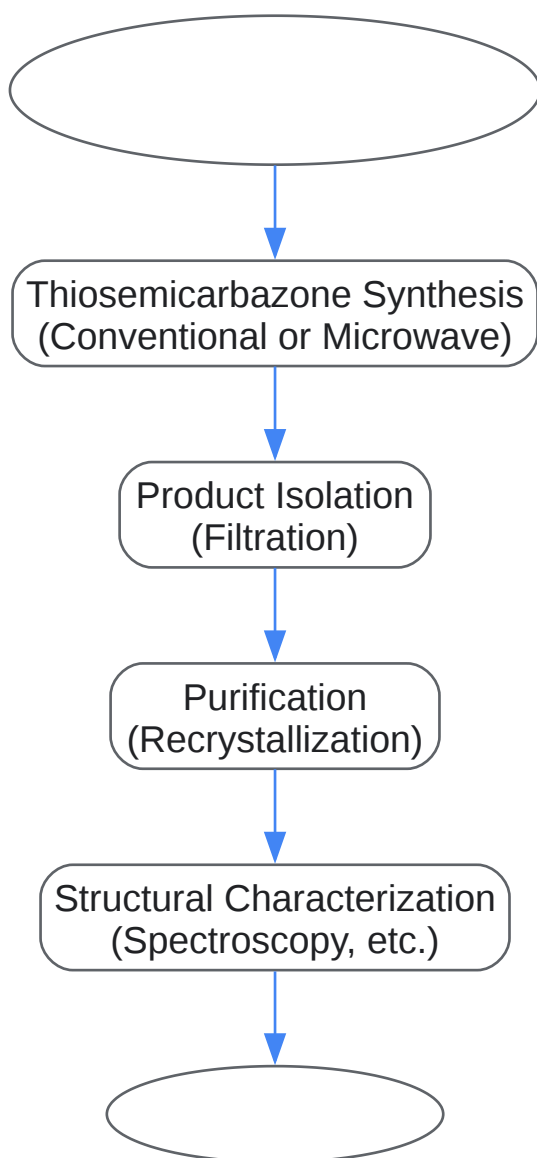 Thiosemicarbazone Synthesis
(Conventional or Microwave)
Product Isolation
(Filtration)
Purification
(Recrystallization)
Structural Characterization
(Spectroscopy, etc.)